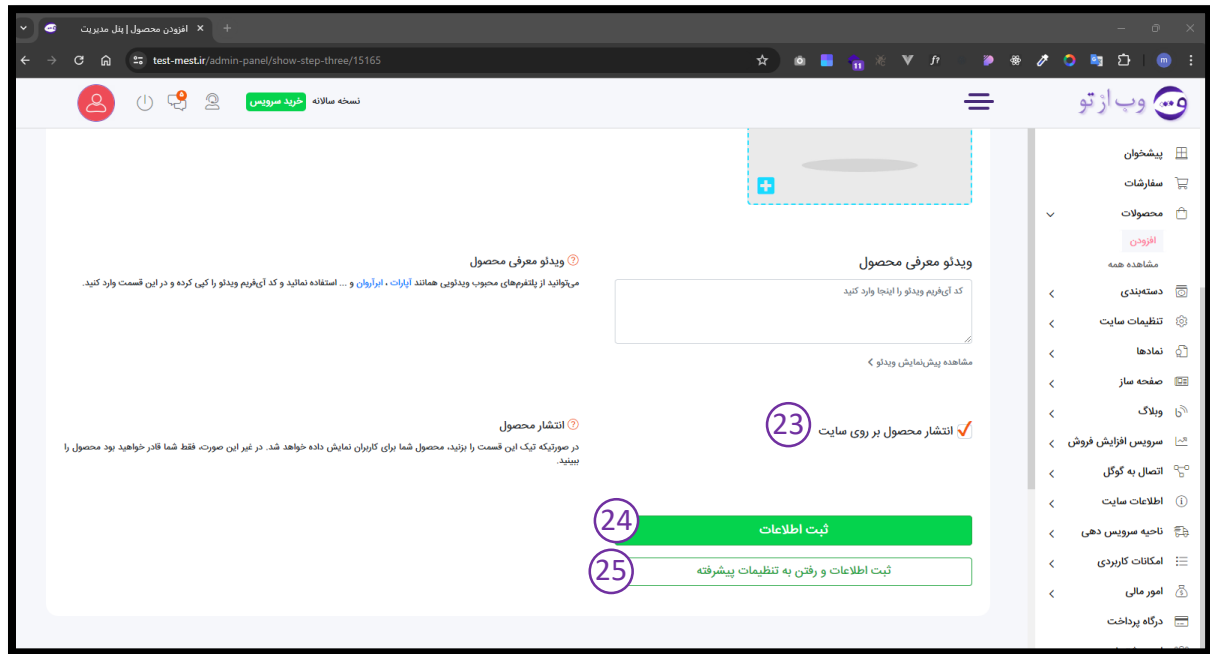 افزودن محصول | پنل مدیریت
test-mest.ir/admin-panel/show-step-three/15165
11
m
وب از تو
نسخه سالانه
خرید سرویس
پیشخوان
سفارشات
محصولات
افزودن
مشاهده همه
دسته‌بندی
تنظیمات سایت
نمادها
صفحه ساز
وبلاگ
سرویس افزایش فروش
اتصال به گوگل
اطلاعات سایت
ناحیه سرویس دهی
امکانات کاربردی
امور مالی
درگاه پرداخت
ویدئو معرفی محصول
کد آی‌فریم ویدئو را اینجا وارد کنید
مشاهده پیش‌نمایش ویدئو
ویدئو معرفی محصول
می‌توانید از پلتفرم‌های محبوب ویدئویی همانند آپارات ، ابرآروان و ... استفاده نمائید و کد آی‌فریم ویدئو را کپی کرده و در این قسمت وارد کنید.
انتشار محصول بر روی سایت
23
انتشار محصول
در صورتیکه تیک این قسمت را بزنید، محصول شما برای کاربران نمایش داده خواهد شد. در غیر این صورت، فقط شما قادر خواهید بود محصول را
ببینید.
ثبت اطلاعات
24
ثبت اطلاعات و رفتن به تنظیمات پیشرفته
25